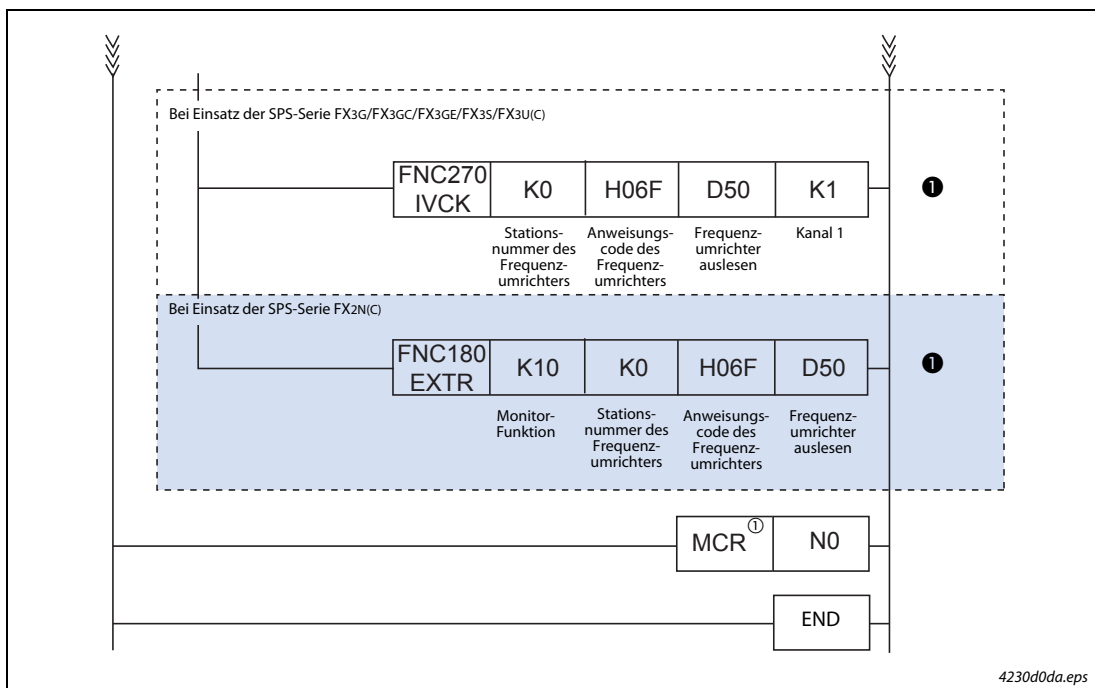 Bei Einsatz der SPS-Serie FX3G/FX3GC/FX3GE/FX3S/FX3U(C)
FNC270
IVCK
K0
H06F
D50
K1
❶
Stations-
nummer des
Frequenz-
umrichters
Anweisungs-
code des
Frequenz-
umrichters
Frequenz-
umrichter
auslesen
Kanal 1
Bei Einsatz der SPS-Serie FX2N(C)
FNC180
EXTR
K10
K0
H06F
D50
❶
Monitor-
Funktion
Stations-
nummer des
Frequenz-
umrichters
Anweisungs-
code des
Frequenz-
umrichters
Frequenz-
umrichter
auslesen
MCR ①
N0
END
4230d0da.eps